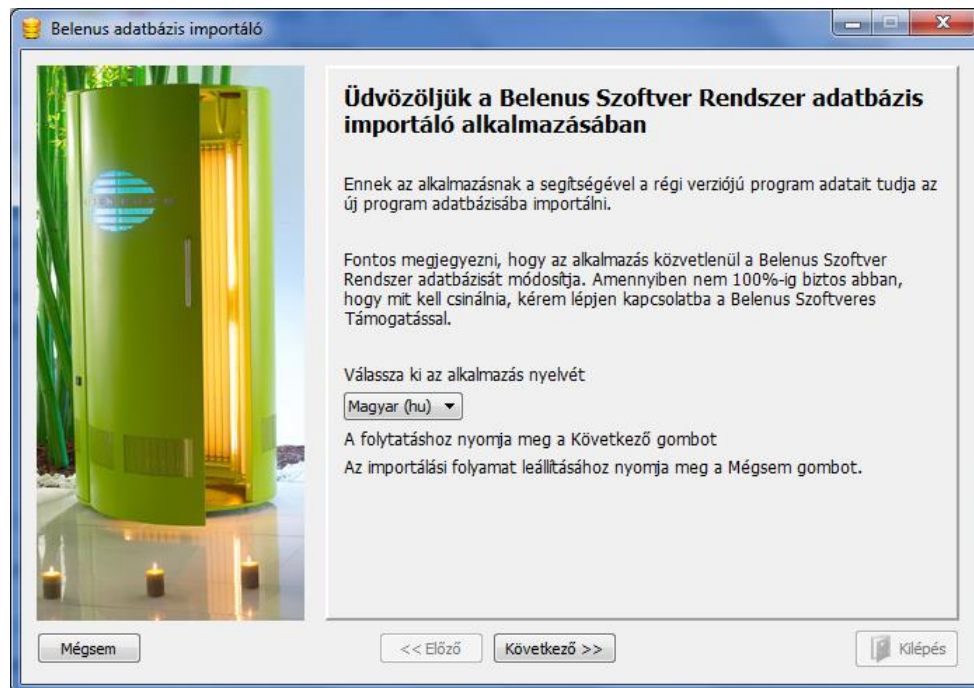 Belenus adatbázis importáló
Üdvözöljük a Belenus Szoftver Rendszer adatbázis
importáló alkalmazásában
Ennek az alkalmazásnak a segítségével a régi verziójú program adatait tudja az
új program adatbázisába importálni.
Fontos megjegyezni, hogy az alkalmazás közvetlenül a Belenus Szoftver
Rendszer adatbázisát módosítja. Amennyiben nem 100%-ig biztos abban,
hogy mit kell csinálnia, kérem lépjen kapcsolatba a Belenus Szoftveres
Támogatással.
Válassza ki az alkalmazás nyelvét
Magyar (hu)
A folytatáshoz nyomja meg a Következő gombot
Az importálási folyamat leállításához nyomja meg a Mégsem gombot.
Mégsem
<< Előző
Következő >>
Kilépés